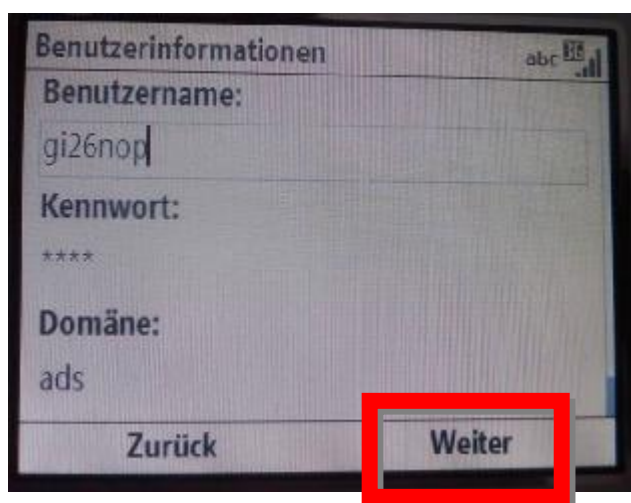 Benutzerinformationen abc
Benutzername:
gi26nop
Kennwort:
****
Domäne:
ads
Zurück Weiter